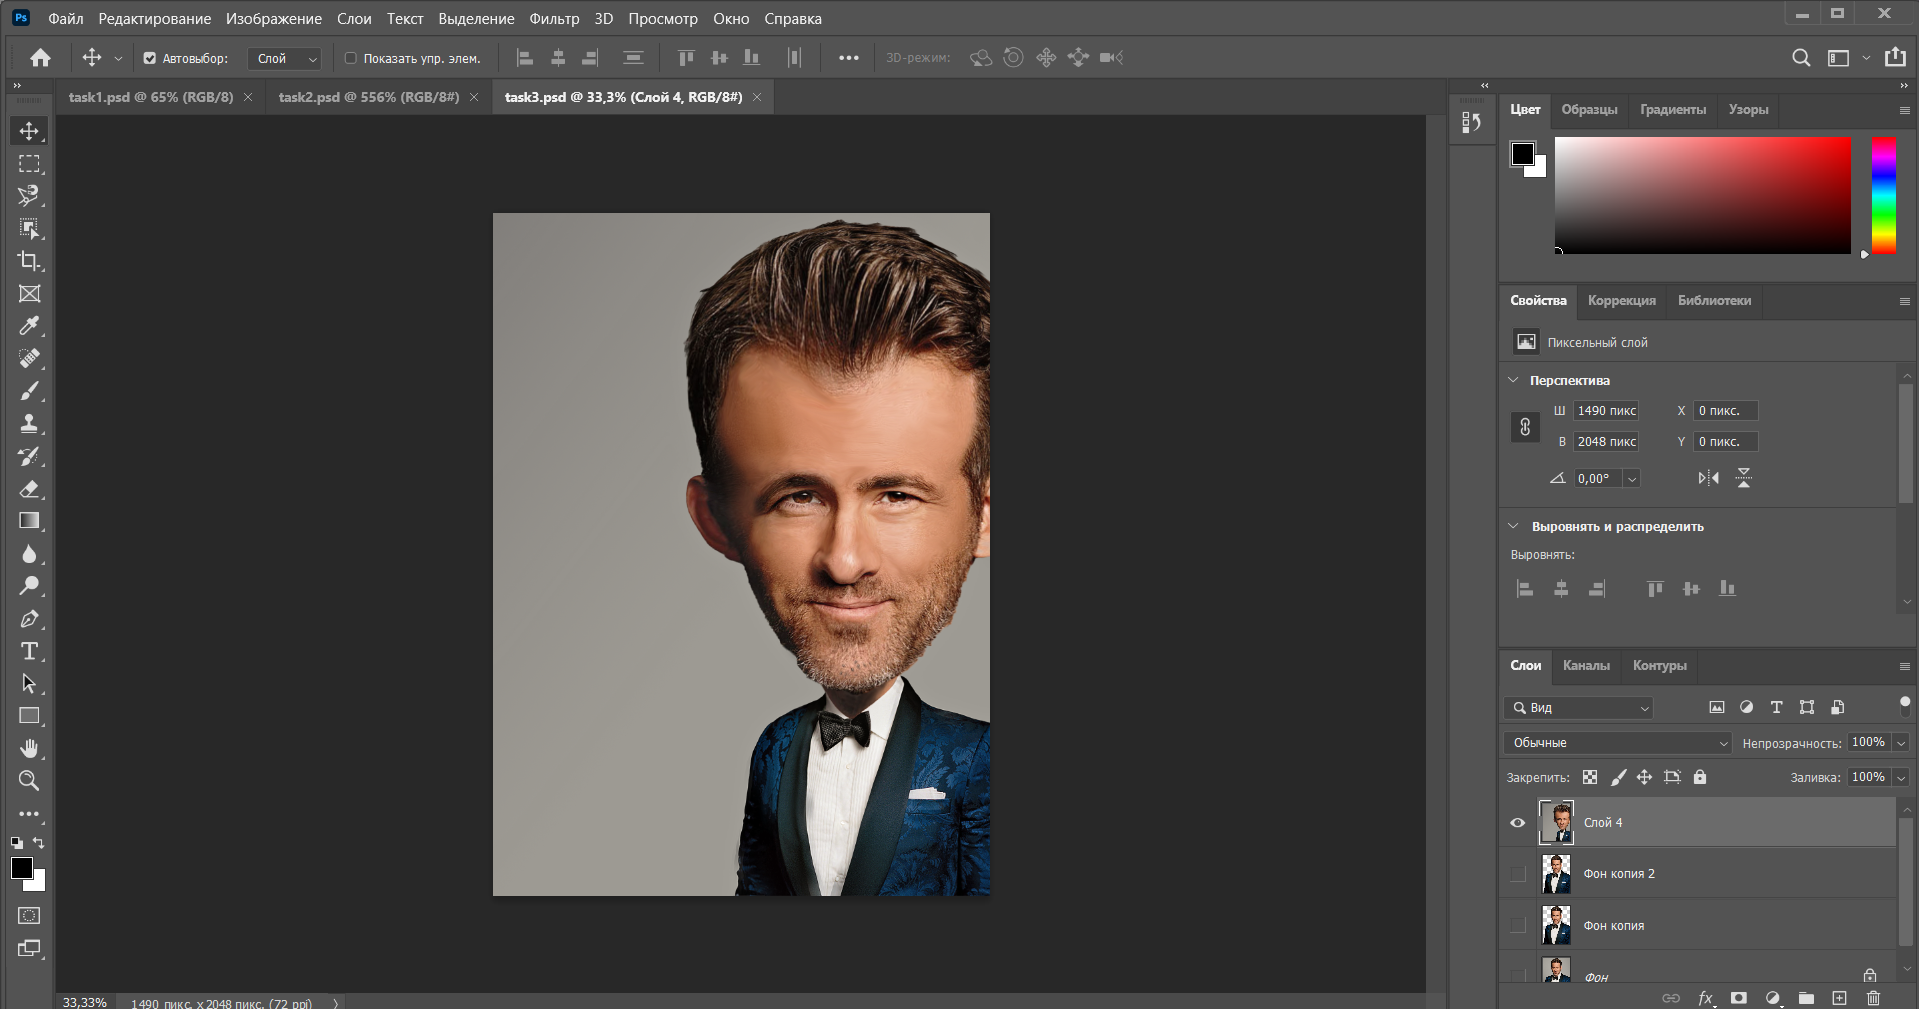 Ps Файл Редактирование Изображение Слои Текст Выделение Фильтр 3D Просмотр Окно Справка
Автовыбор: Слой Показать упр. элем. 3D-режим:
task1.psd @ 65% (RGB/8) task2.psd @ 556% (RGB/8#) task3.psd @ 33,3% (Слой 4, RGB/8#)
Цвет Образцы Градиенты Узоры
Свойства Коррекция Библиотеки
Пиксельный слой
Перспектива
Ш 1490 пикс X 0 пикс.
В 2048 пикс Y 0 пикс.
0,00°
Выровнять и распределить
Выровнять:
Слои Каналы Контуры
Вид
Обычные Непрозрачность: 100%
Закрепить: Заливка: 100%
Слой 4
Фон копия 2
Фон копия
Фон
fx
33,33% 1490 пикс. x 2048 пикс. (72 ppi)